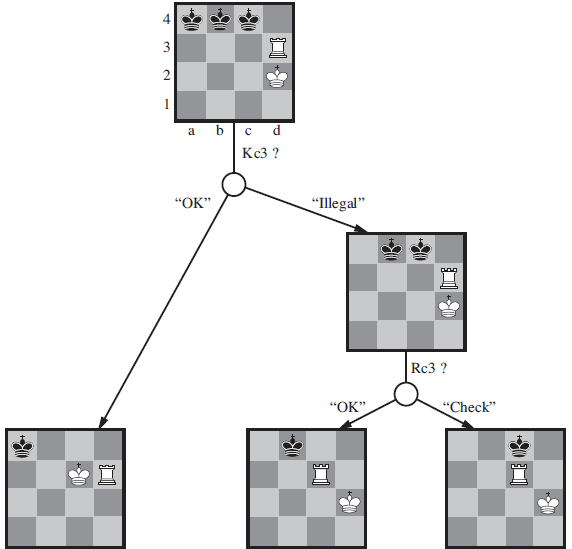 4
3
2
1
a b c d
Kc3 ?
“OK” “Illegal”
Rc3 ?
“OK” “Check”